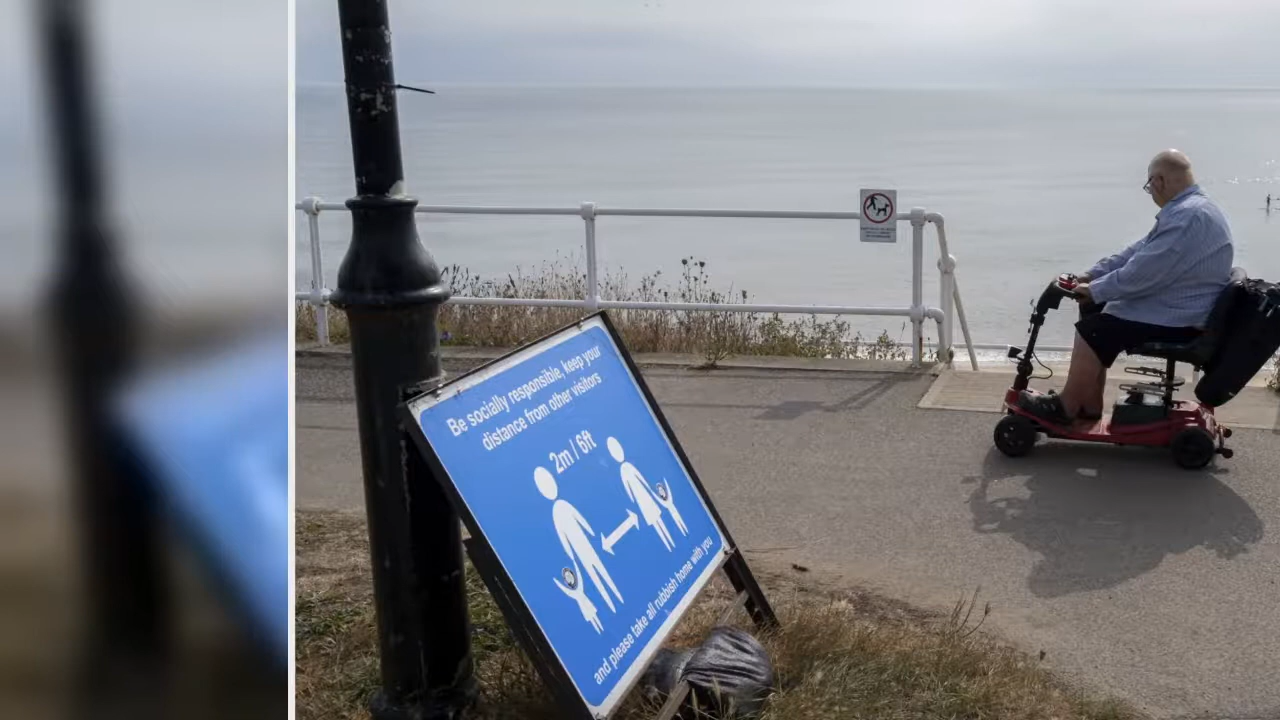 Be socially responsible, keep your
distance from other visitors
2m / 6ft
and please take all rubbish home with you